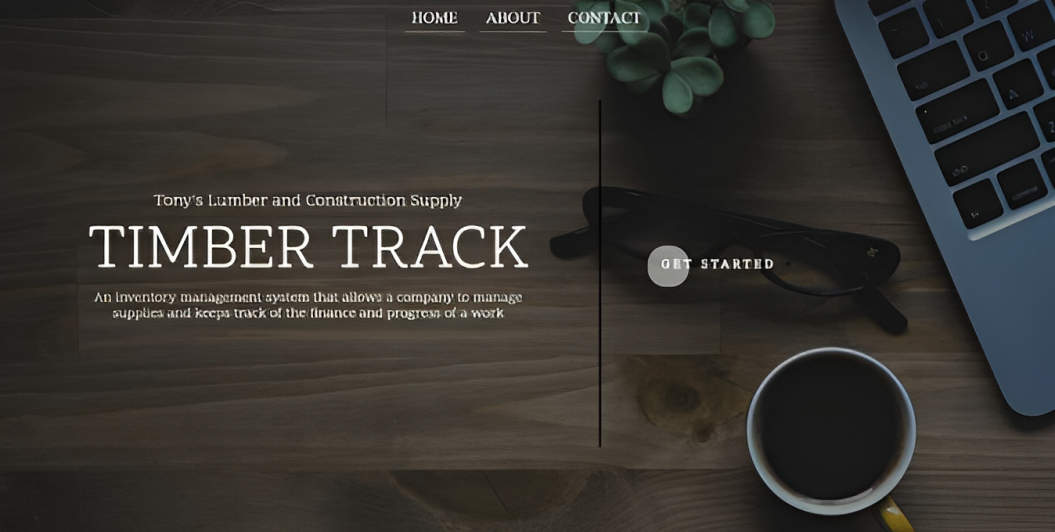 HOME ABOUT CONTACT
Tony's Lumber and Construction Supply
TIMBER TRACK
An inventory management system that allows a company to manage
supplies and keeps track of the finance and progress of a work
GET STARTED